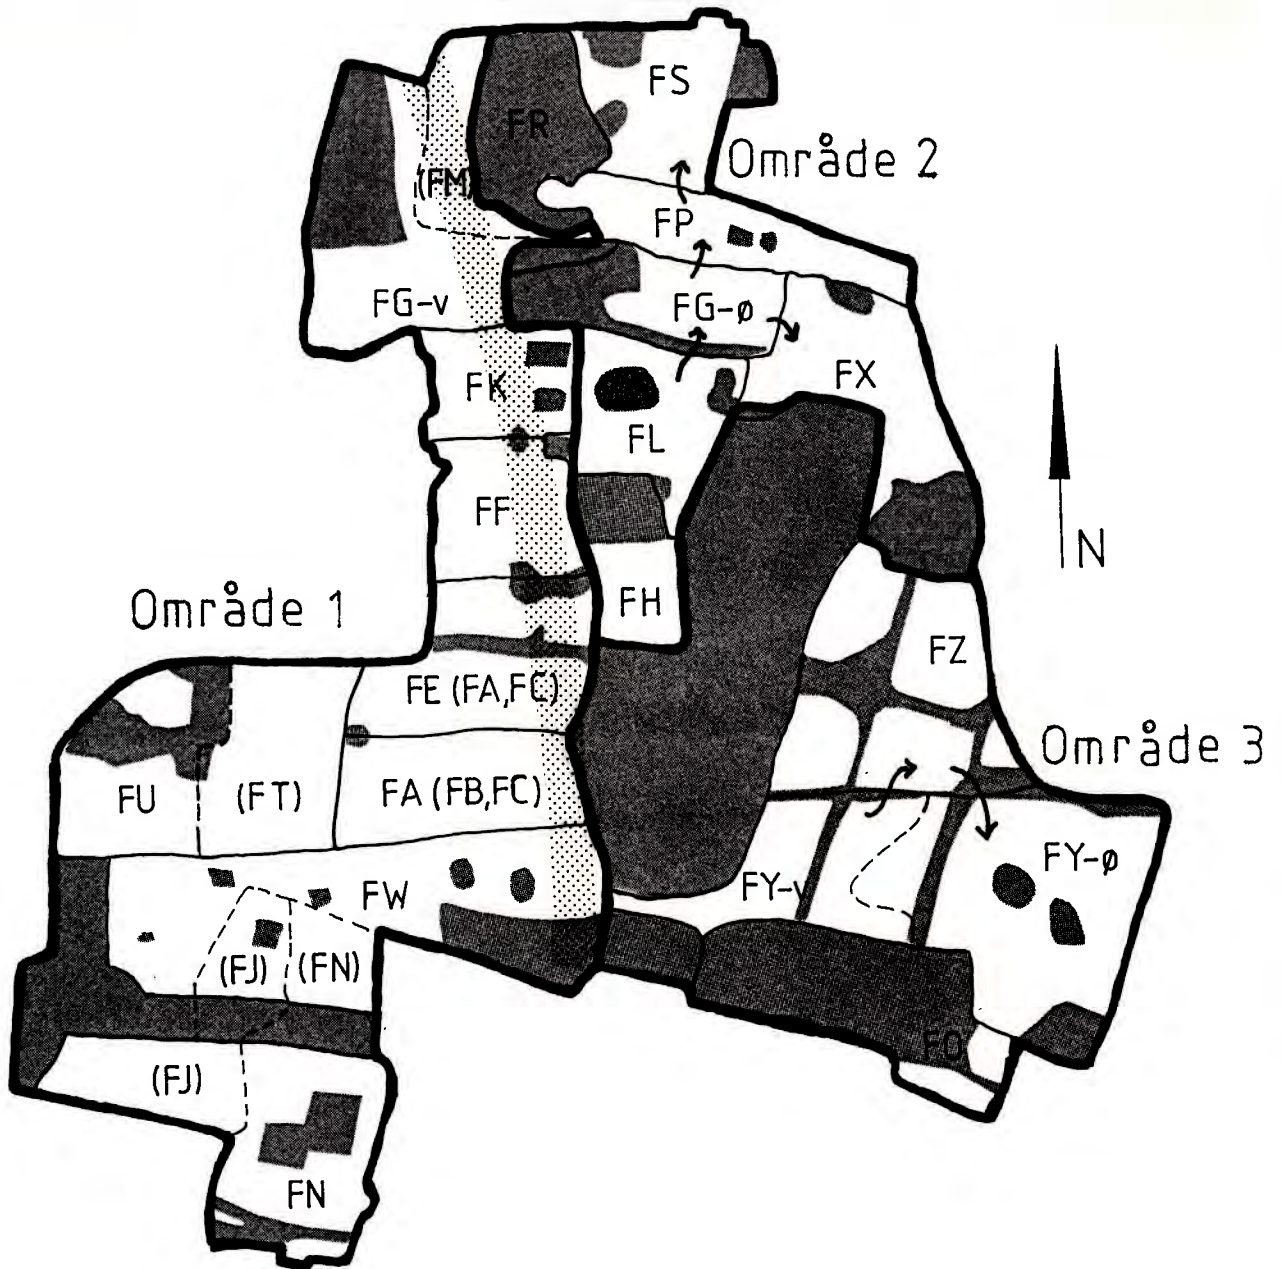 FS
FR
Område 2
(FM)
FP
FG-v
FG-ø
FK
FX
FL
FF
N
FH
Område 1
FZ
FE (FA,FC)
Område 3
FU
(FT)
FA (FB,FC)
FY-ø
FW
FY-v
(FJ)
(FN)
FO
(FJ)
FN